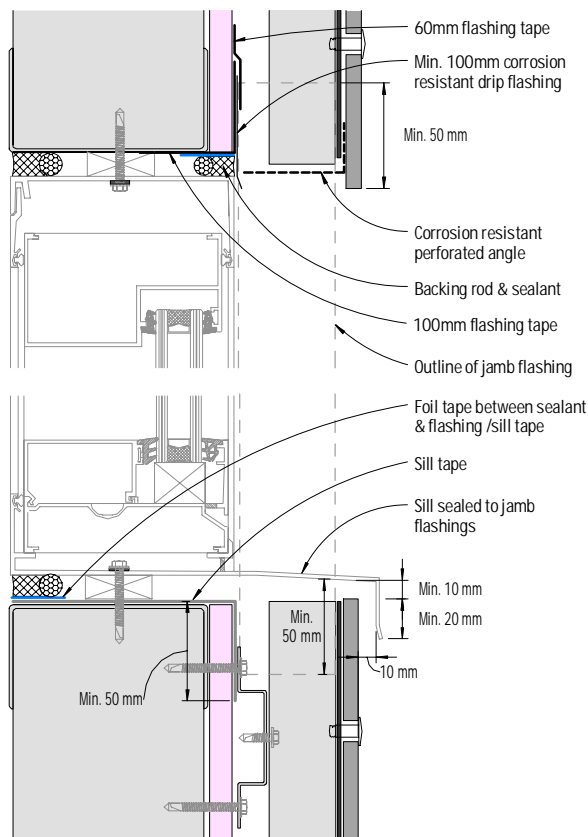 60mm flashing tape
Min. 100mm corrosion
resistant drip flashing
Min. 50 mm
Corrosion resistant
perforated angle
Backing rod & sealant
100mm flashing tape
Outline of jamb flashing
Foil tape between sealant
& flashing /sill tape
Sill tape
Sill sealed to jamb
flashings
Min. 10 mm
Min. 20 mm
Min.
50 mm
10 mm
Min. 50 mm